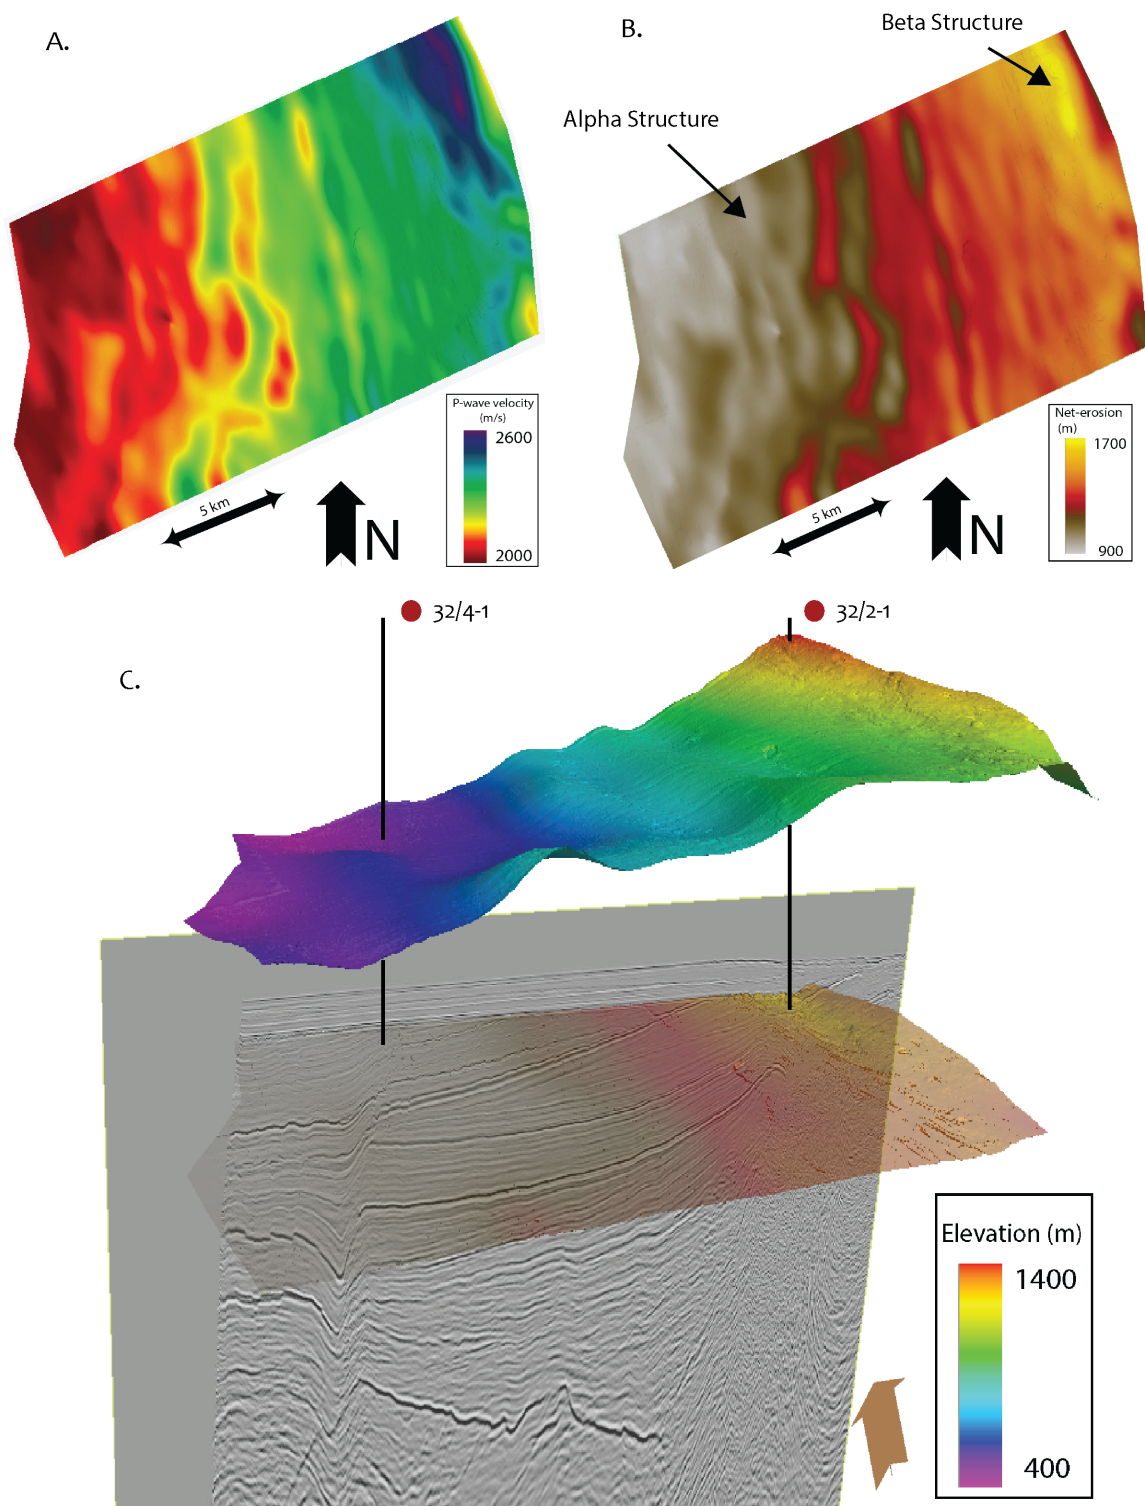 A.
B.
Beta Structure
Alpha Structure
P-wave velocity
(m/s)
2600
2000
5 km
N
Net-erosion
(m)
1700
900
5 km
N
32/4-1
32/2-1
C.
Elevation (m)
1400
400